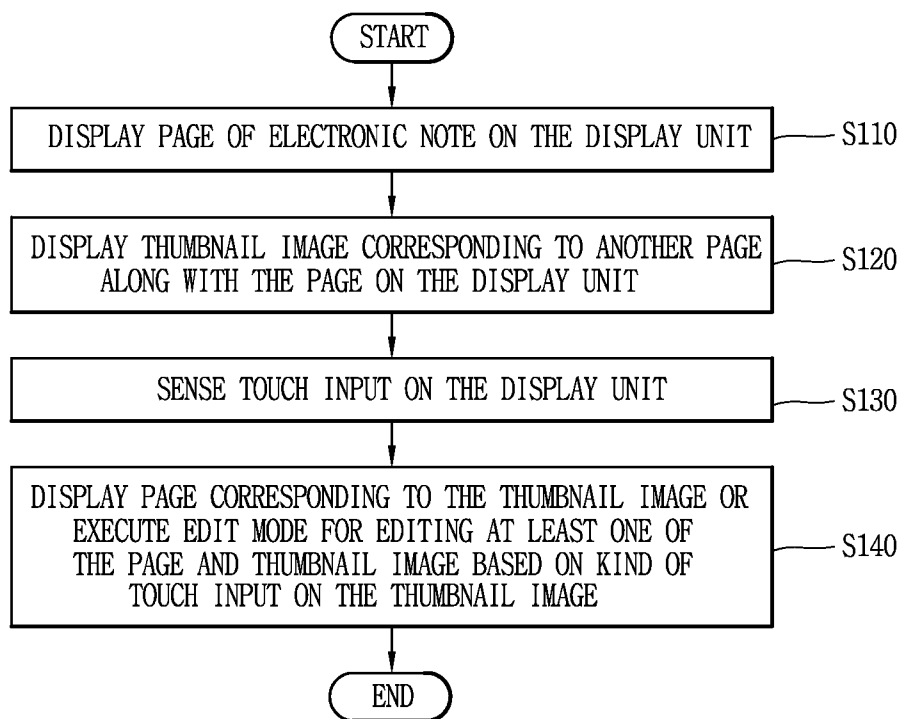 START
DISPLAY PAGE OF ELECTRONIC NOTE ON THE DISPLAY UNIT
S110
DISPLAY THUMBNAIL IMAGE CORRESPONDING TO ANOTHER PAGE
ALONG WITH THE PAGE ON THE DISPLAY UNIT
S120
SENSE TOUCH INPUT ON THE DISPLAY UNIT
S130
DISPLAY PAGE CORRESPONDING TO THE THUMBNAIL IMAGE OR
EXECUTE EDIT MODE FOR EDITING AT LEAST ONE OF
THE PAGE AND THUMBNAIL IMAGE BASED ON KIND OF
TOUCH INPUT ON THE THUMBNAIL IMAGE
S140
END